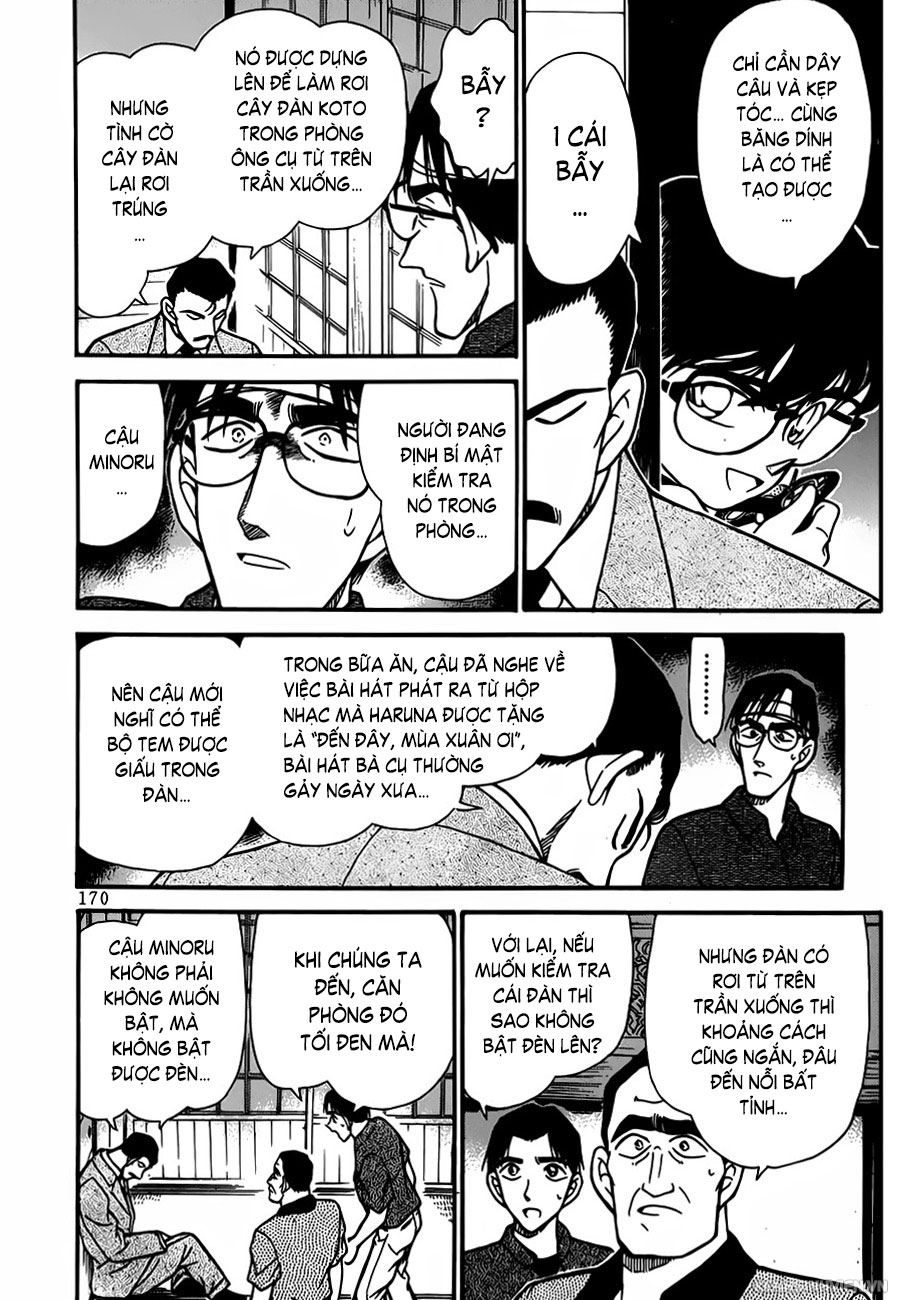 CHỈ CẦN DÂY
CÂU VÀ KẸP
TÓC... CÙNG
BĂNG DÍNH
LÀ CÓ THỂ
TẠO ĐƯỢC
...
1 CÁI
BẪY
...
BẪY
?
NÓ ĐƯỢC DỰNG
LÊN ĐỂ LÀM RƠI
CÂY ĐÀN KOTO
TRONG PHÒNG
ÔNG CỤ TỪ TRÊN
TRẦN XUỐNG...
NHƯNG
TÌNH CỜ
CÂY ĐÀN
LẠI RƠI
TRÚNG
...
NGƯỜI ĐANG
ĐỊNH BÍ MẬT
KIỂM TRA
NÓ TRONG
PHÒNG...
CẬU
MINORU
...
.........
TRONG BỮA ĂN, CẬU ĐÃ NGHE VỀ
VIỆC BÀI HÁT PHÁT RA TỪ HỘP
NHẠC MÀ HARUNA ĐƯỢC TẶNG
LÀ "ĐẾN ĐÂY, MÙA XUÂN ƠI",
BÀI HÁT BÀ CỤ THƯỜNG
GẢY NGÀY XƯA...
NÊN CẬU MỚI
NGHĨ CÓ THỂ
BỘ TEM ĐƯỢC
GIẤU TRONG
ĐÀN...
170
NHƯNG ĐÀN CÓ
RƠI TỪ TRÊN
TRẦN XUỐNG THÌ
KHOẢNG CÁCH
CŨNG NGẮN, ĐÂU
ĐẾN NỖI BẤT
TỈNH...
VỚI LẠI, NẾU
MUỐN KIỂM TRA
CÁI ĐÀN THÌ
SAO KHÔNG
BẬT ĐÈN LÊN?
KHI CHÚNG TA
ĐẾN, CĂN
PHÒNG ĐÓ
TỐI ĐEN MÀ!
CẬU MINORU
KHÔNG PHẢI
KHÔNG MUỐN
BẬT, MÀ
KHÔNG BẬT
ĐƯỢC ĐÈN...